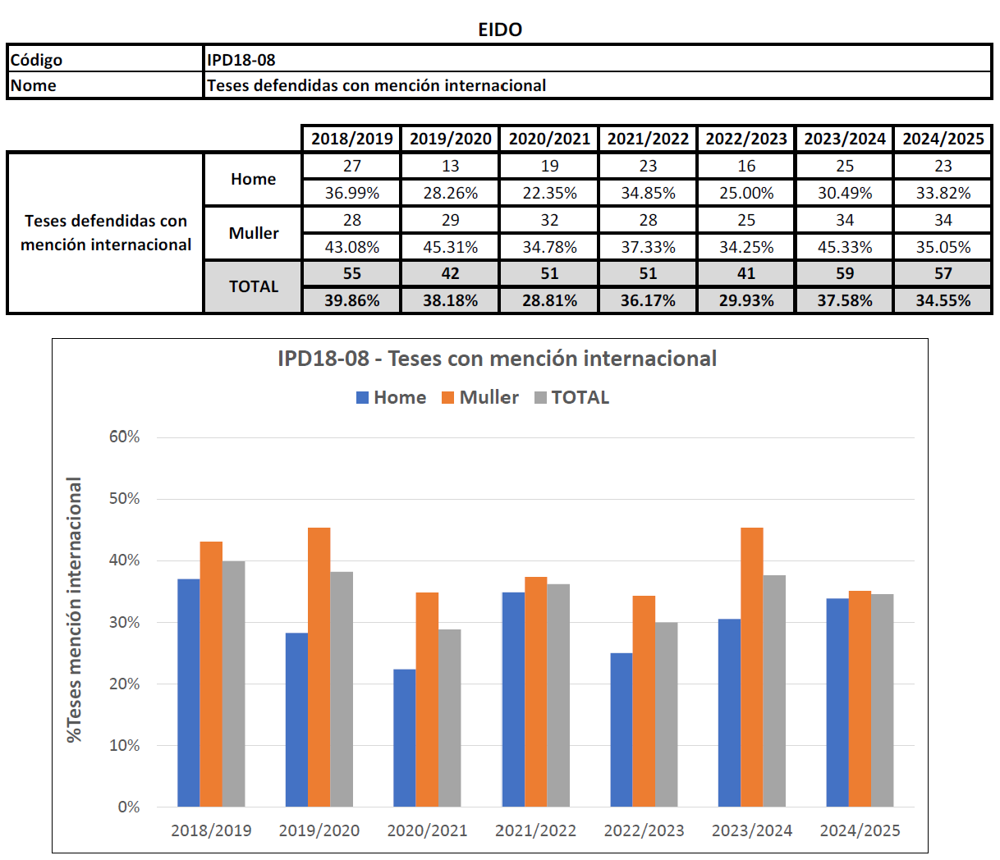 EIDO
Código IPD18-08
Nome Teses defendidas con mención internacional
2018/2019 2019/2020 2020/2021 2021/2022 2022/2023 2023/2024 2024/2025
Teses defendidas con mención internacional
Home 27 13 19 23 16 25 23
36.99% 28.26% 22.35% 34.85% 25.00% 30.49% 33.82%
Muller 28 29 32 28 25 34 34
43.08% 45.31% 34.78% 37.33% 34.25% 45.33% 35.05%
TOTAL 55 42 51 51 41 59 57
39.86% 38.18% 28.81% 36.17% 29.93% 37.58% 34.55%
IPD18-08 - Teses con mención internacional
Home Muller TOTAL
%Teses mención internacional
60%
50%
40%
30%
20%
10%
0%
2018/2019 2019/2020 2020/2021 2021/2022 2022/2023 2023/2024 2024/2025